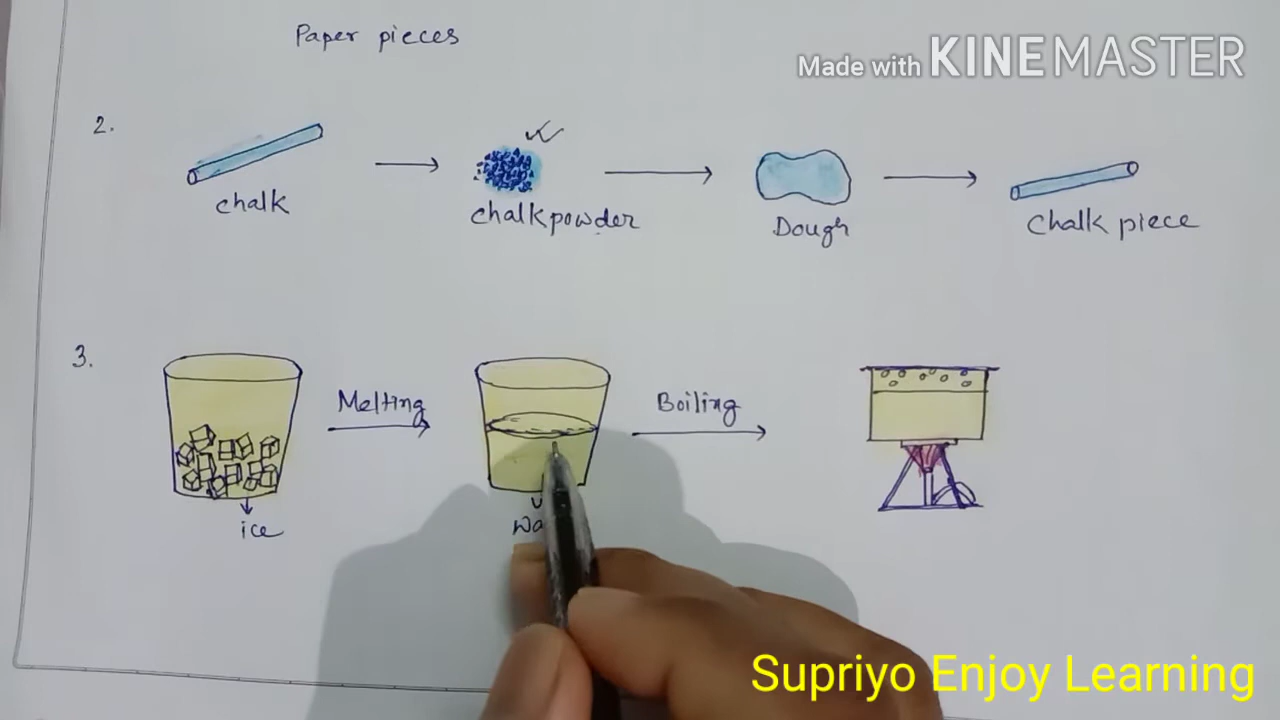 Paper pieces
Made with KINEMASTER
2.
chalk
chalkpowder
Dough
chalk piece
3.
Melting
Boiling
ice
Supriyo Enjoy Learning